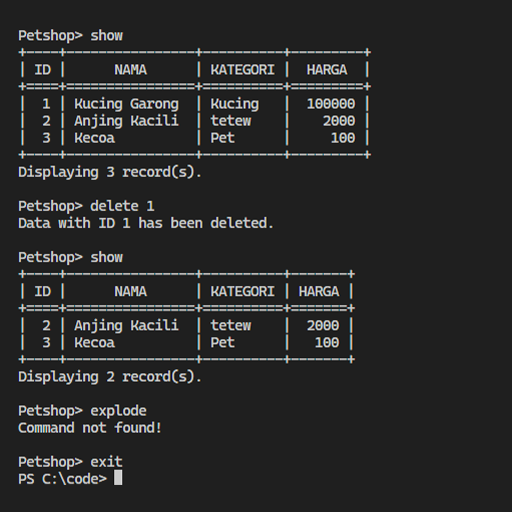 Petshop> show
+----+----------------+----------+---------+
| ID |      NAMA      | KATEGORI |  HARGA  |
+====+================+==========+=========+
|  1 | Kucing Garong  | Kucing   |  100000 |
|  2 | Anjing Kacili  | tetew    |    2000 |
|  3 | Kecoa          | Pet      |     100 |
+----+----------------+----------+---------+
Displaying 3 record(s).
Petshop> delete 1
Data with ID 1 has been deleted.
Petshop> show
+----+----------------+----------+-------+
| ID |      NAMA      | KATEGORI | HARGA |
+====+================+==========+=======+
|  2 | Anjing Kacili  | tetew    |  2000 |
|  3 | Kecoa          | Pet      |   100 |
+----+----------------+----------+-------+
Displaying 2 record(s).
Petshop> explode
Command not found!
Petshop> exit
PS C:\code>